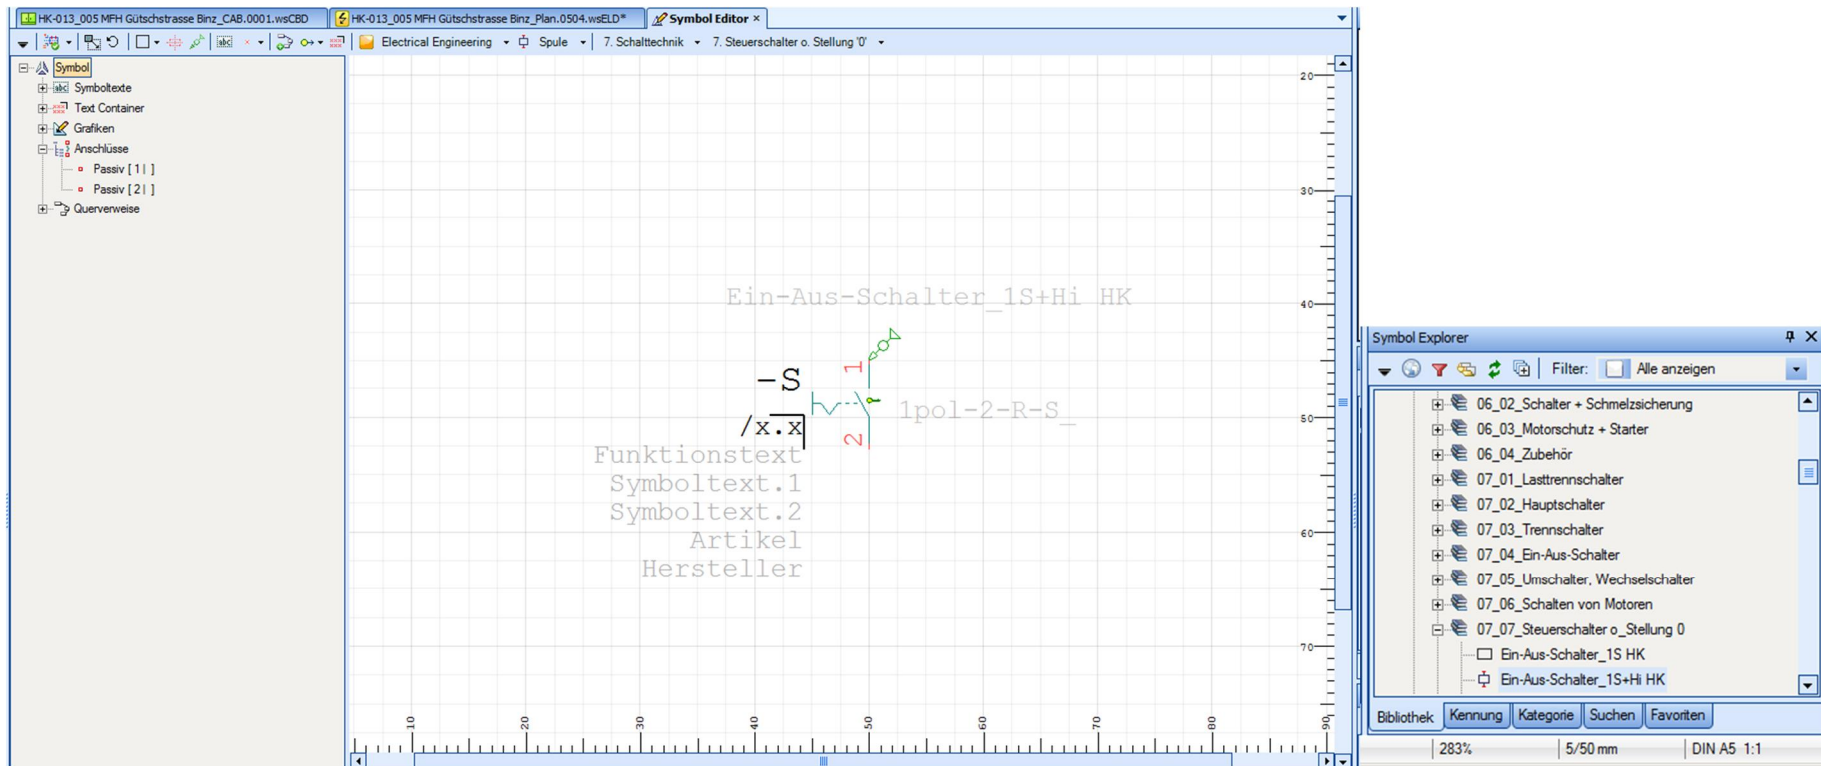 HK-013_005 MFH Gütschstrasse Binz_CAB.0001.wsCBD
HK-013_005 MFH Gütschstrasse Binz_Plan.0504.wsELD*
Symbol Editor ×
abc
Electrical Engineering
Spule
7. Schalttechnik
7. Steuerschalter o. Stellung '0'
Symbol
abc Symboltexte
Text Container
Grafiken
Anschlüsse
Passiv [ 1 | ]
Passiv [ 2 | ]
Querverweise
20
30
40
50
60
70
Ein-Aus-Schalter_1S+Hi HK
-S
1
1pol-2-R-S_
/x.x
2
Funktionstext
Symboltext.1
Symboltext.2
Artikel
Hersteller
10
20
30
40
50
60
70
80
90
Symbol Explorer
Filter:
Alle anzeigen
06_02_Schalter + Schmelzsicherung
06_03_Motorschutz + Starter
06_04_Zubehör
07_01_Lasttrennschalter
07_02_Hauptschalter
07_03_Trennschalter
07_04_Ein-Aus-Schalter
07_05_Umschalter, Wechselschalter
07_06_Schalten von Motoren
07_07_Steuerschalter o_Stellung 0
Ein-Aus-Schalter_1S HK
Ein-Aus-Schalter_1S+Hi HK
Bibliothek
Kennung
Kategorie
Suchen
Favoriten
283%
5/50 mm
DIN A5 1:1